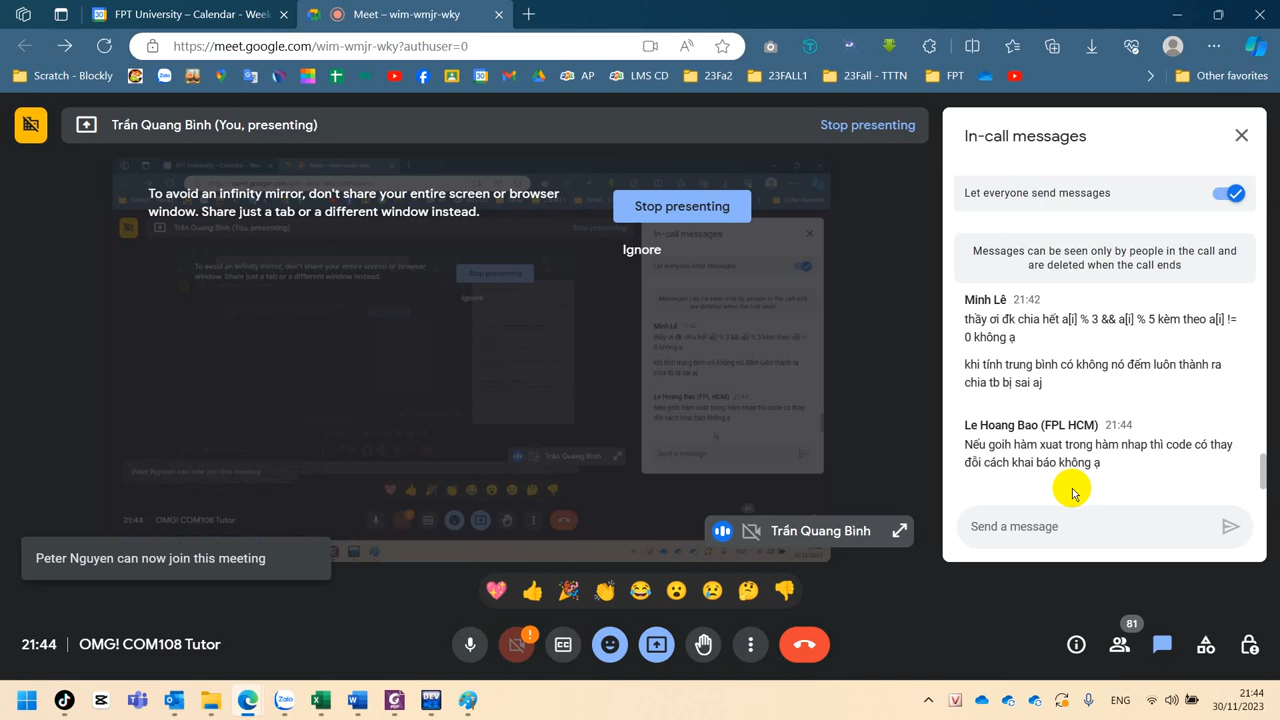 FPT University – Calendar - Week
Meet – wim-wmjr-wky
https://meet.google.com/wim-wmjr-wky?authuser=0
Scratch - Blockly
AP
LMS CD
23Fa2
23FALL1
23Fall - TTTN
FPT
Other favorites
Trần Quang Bình (You, presenting)
Stop presenting
To avoid an infinity mirror, don't share your entire screen or browser
window. Share just a tab or a different window instead.
Stop presenting
Ignore
In-call messages
Let everyone send messages
Messages can be seen only by people in the call and
are deleted when the call ends
Minh Lê 21:42
thầy ơi đk chia hết a[i] % 3 && a[i] % 5 kèm theo a[i] !=
0 không ạ
khi tính trung bình có không nó đếm luôn thành ra
chia tb bị sai aj
Le Hoang Bao (FPL HCM) 21:44
Nếu goih hàm xuat trong hàm nhap thì code có thay
đổi cách khai báo không ạ
Send a message
Trần Quang Bình
Peter Nguyen can now join this meeting
21:44
OMG! COM108 Tutor
81
ENG
21:44
30/11/2023